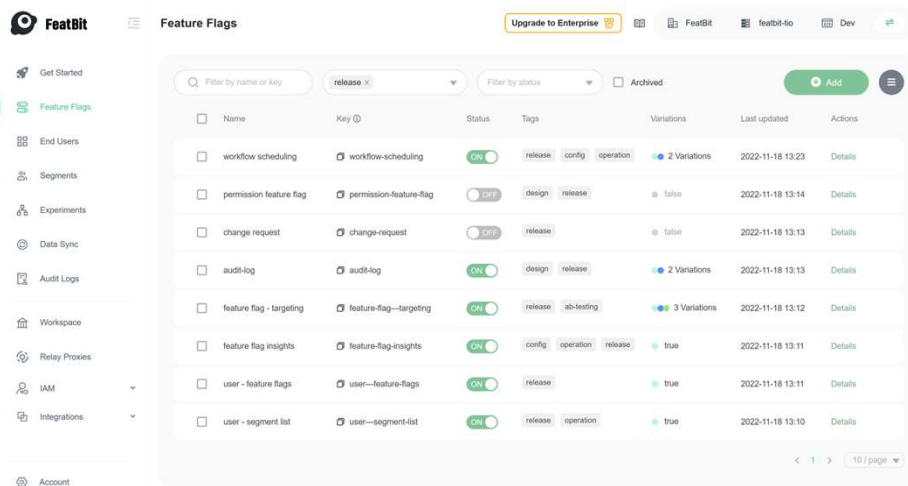 FeatBit
Feature Flags
Upgrade to Enterprise
FeatBit
featbit-tio
Dev
Get Started
Feature Flags
End Users
Segments
Experiments
Data Sync
Audit Logs
Workspace
Relay Proxies
IAM
Integrations
Account
Filter by name or key
release ×
Filter by status
Archived
Add
Name Key Status Tags Variations Last updated Actions
workflow scheduling workflow-scheduling ON release config operation 2 Variations 2022-11-18 13:23 Details
permission feature flag permission-feature-flag OFF design release false 2022-11-18 13:14 Details
change request change-request OFF release false 2022-11-18 13:13 Details
audit-log audit-log ON design release 2 Variations 2022-11-18 13:13 Details
feature flag - targeting feature-flag---targeting ON release ab-testing 3 Variations 2022-11-18 13:12 Details
feature flag insights feature-flag-insights ON config operation release true 2022-11-18 13:11 Details
user - feature flags user---feature-flags ON release true 2022-11-18 13:11 Details
user - segment list user---segment-list ON release operation true 2022-11-18 13:10 Details
< 1 > 10 / page